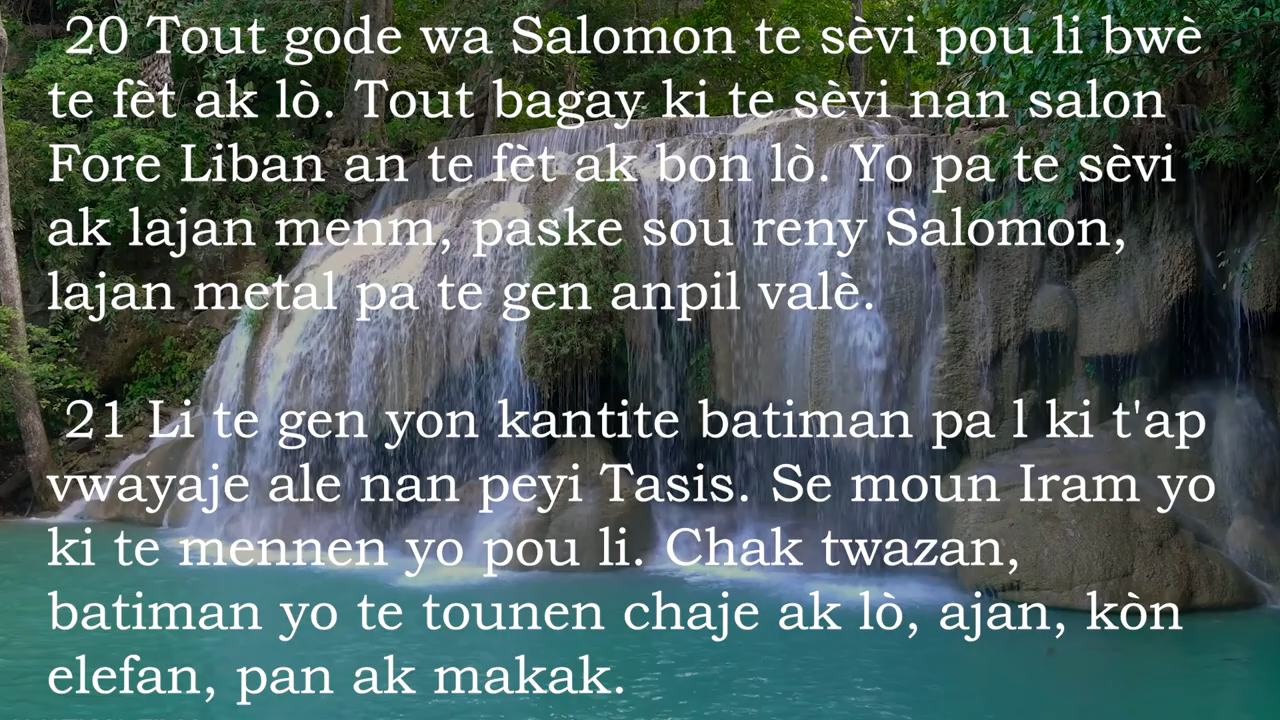 20 Tout gode wa Salomon te sèvi pou li bwè
te fèt ak lò. Tout bagay ki te sèvi nan salon
Fore Liban an te fèt ak bon lò. Yo pa te sèvi
ak lajan menm, paske sou reny Salomon,
lajan metal pa te gen anpil valè.
21 Li te gen yon kantite batiman pa l ki t'ap
vwayaje ale nan peyi Tasis. Se moun Iram yo
ki te mennen yo pou li. Chak twazan,
batiman yo te tounen chaje ak lò, ajan, kòn
elefan, pan ak makak.